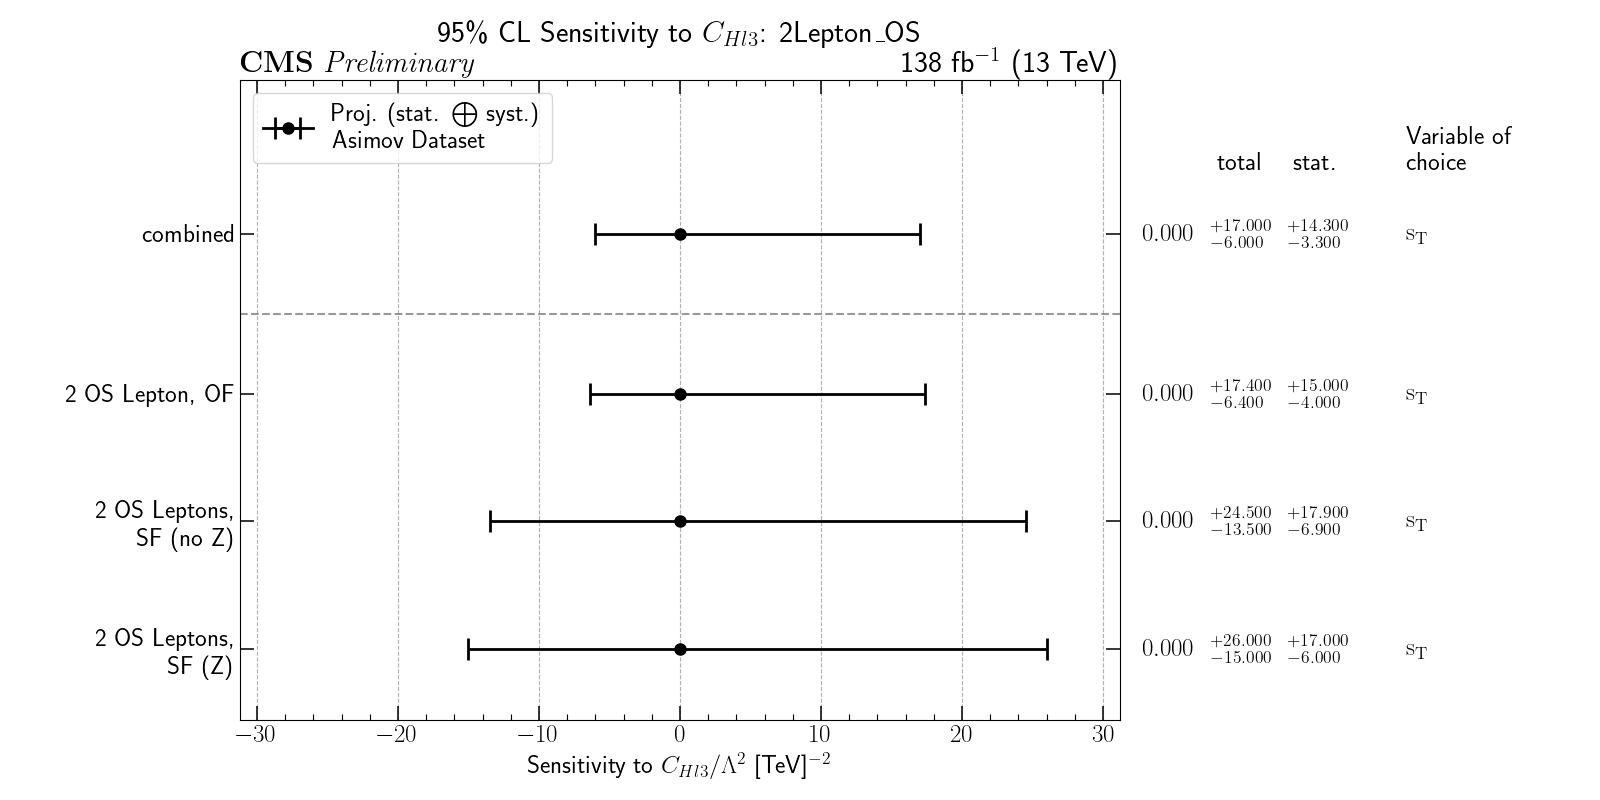 95% CL Sensitivity to C_{Hl3}: 2Lepton_OS
CMS Preliminary 138 fb^{-1} (13 TeV)
Proj. (stat. ⨁ syst.)
Asimov Dataset
Variable of
total stat. choice
combined 0.000 +17.000 -6.000 +14.300 -3.300 s_T
2 OS Lepton, OF 0.000 +17.400 -6.400 +15.000 -4.000 s_T
2 OS Leptons,
SF (no Z) 0.000 +24.500 -13.500 +17.900 -6.900 s_T
2 OS Leptons,
SF (Z) 0.000 +26.000 -15.000 +17.000 -6.000 s_T
-30 -20 -10 0 10 20 30
Sensitivity to C_{Hl3}/Λ^2 [TeV]^{-2}